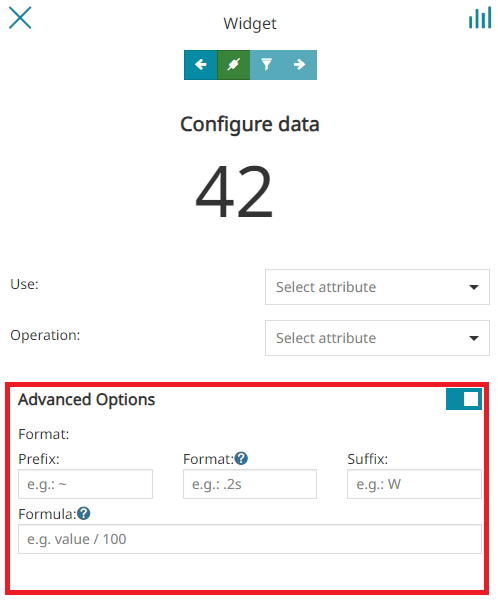 Widget
Configure data
42
Use: Select attribute
Operation: Select attribute
Advanced Options
Format:
Prefix: Format: Suffix:
e.g.: ~ e.g.: .2s e.g.: W
Formula:
e.g. value / 100